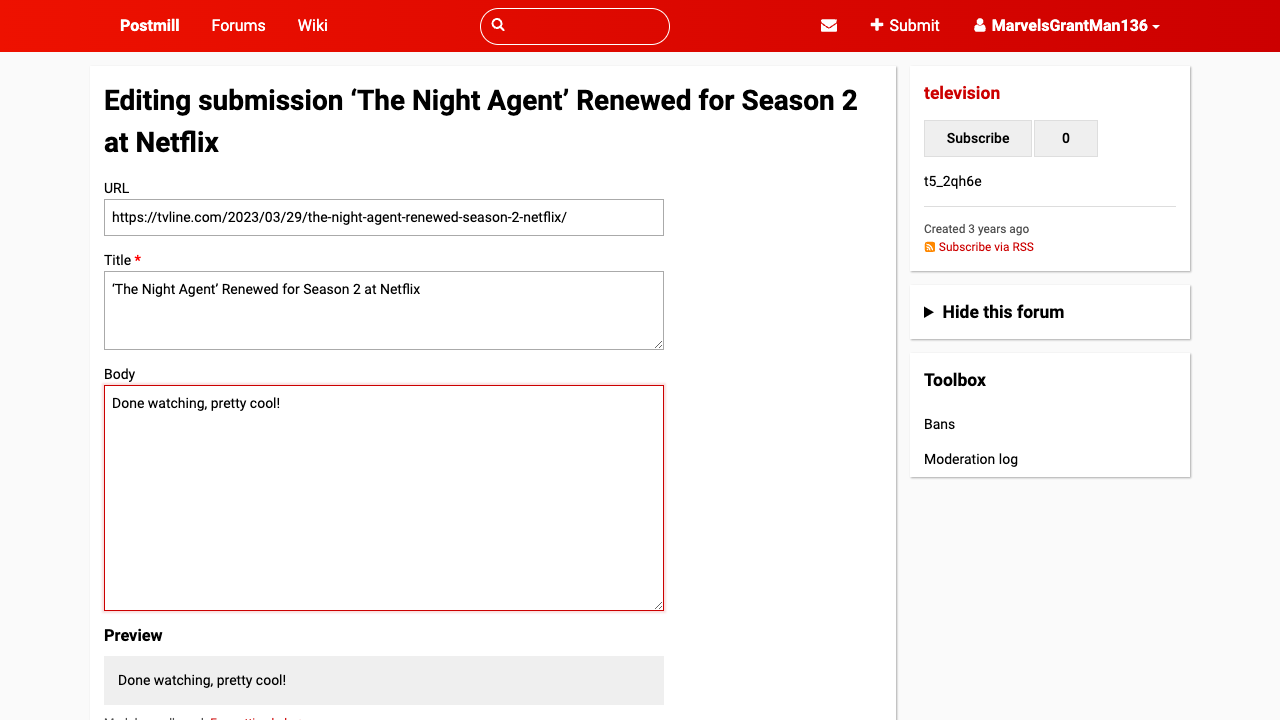 Postmill
Forums
Wiki
Submit
MarvelsGrantMan136
Editing submission ‘The Night Agent’ Renewed for Season 2
at Netflix
URL
https://tvline.com/2023/03/29/the-night-agent-renewed-season-2-netflix/
Title *
‘The Night Agent’ Renewed for Season 2 at Netflix
Body
Done watching, pretty cool!
Preview
Done watching, pretty cool!
television
Subscribe
0
t5_2qh6e
Created 3 years ago
Subscribe via RSS
Hide this forum
Toolbox
Bans
Moderation log